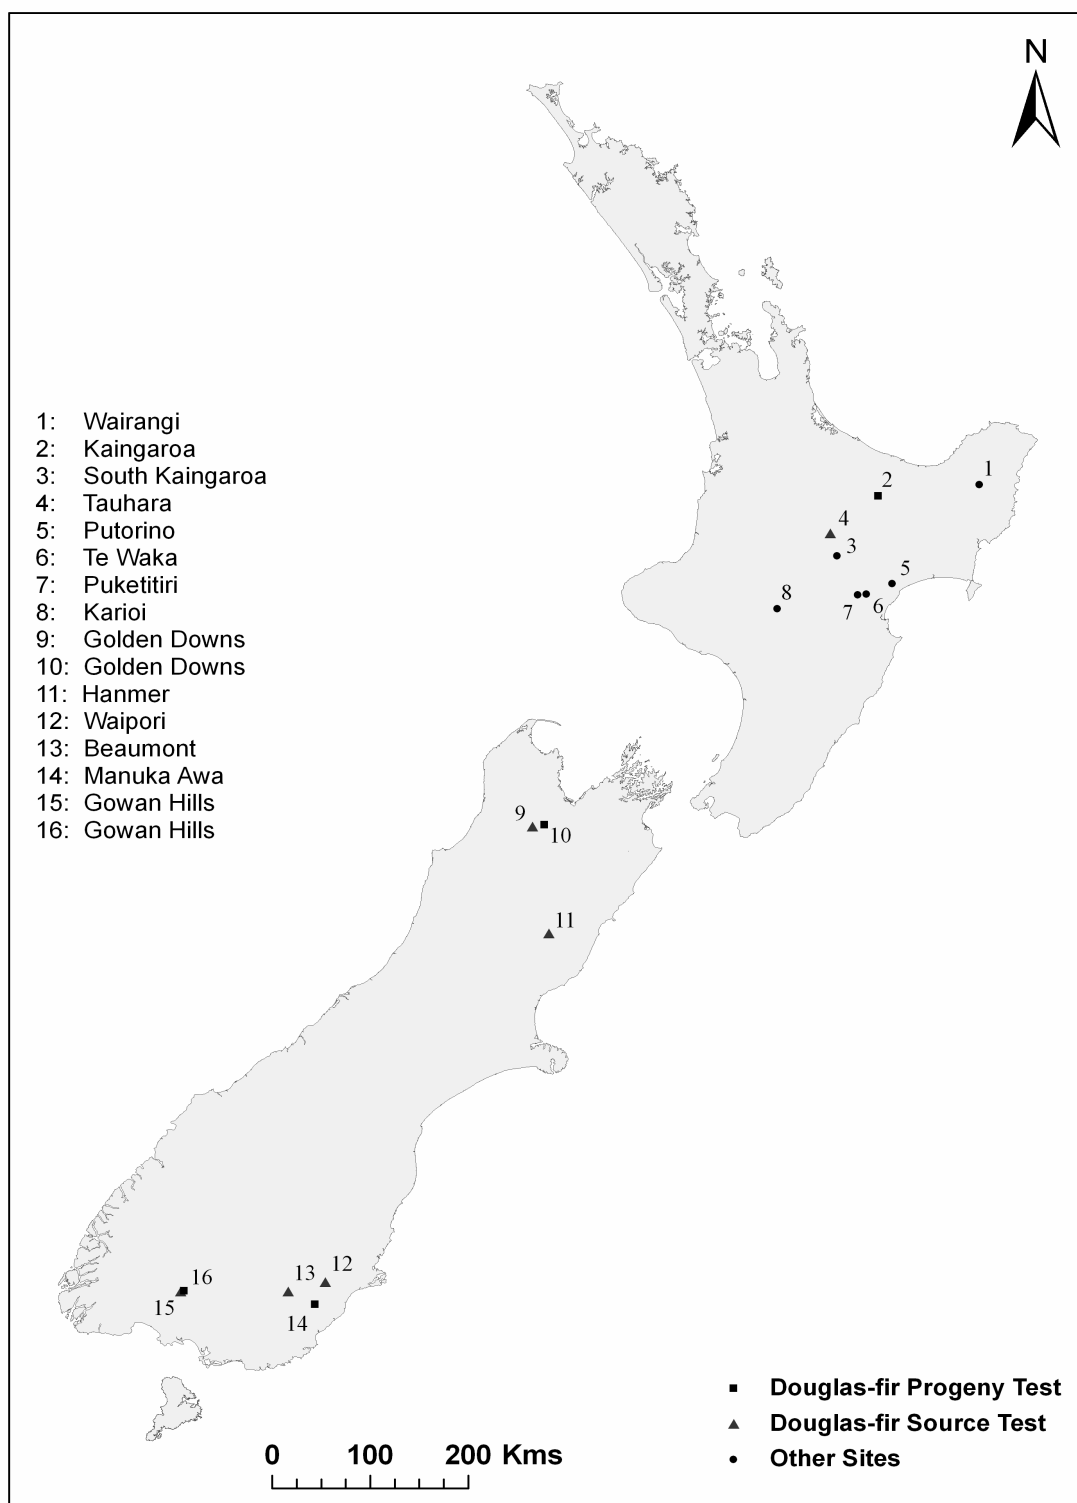 N
1: Wairangi
2: Kaingaroa
3: South Kaingaroa
4: Tauhara
5: Putorino
6: Te Waka
7: Puketitiri
8: Karioi
9: Golden Downs
10: Golden Downs
11: Hanmer
12: Waipori
13: Beaumont
14: Manuka Awa
15: Gowan Hills
16: Gowan Hills
1
2
4
3
5
8
7
6
9
10
11
16
15
13
12
14
Douglas-fir Progeny Test
Douglas-fir Source Test
Other Sites
0 100 200 Kms